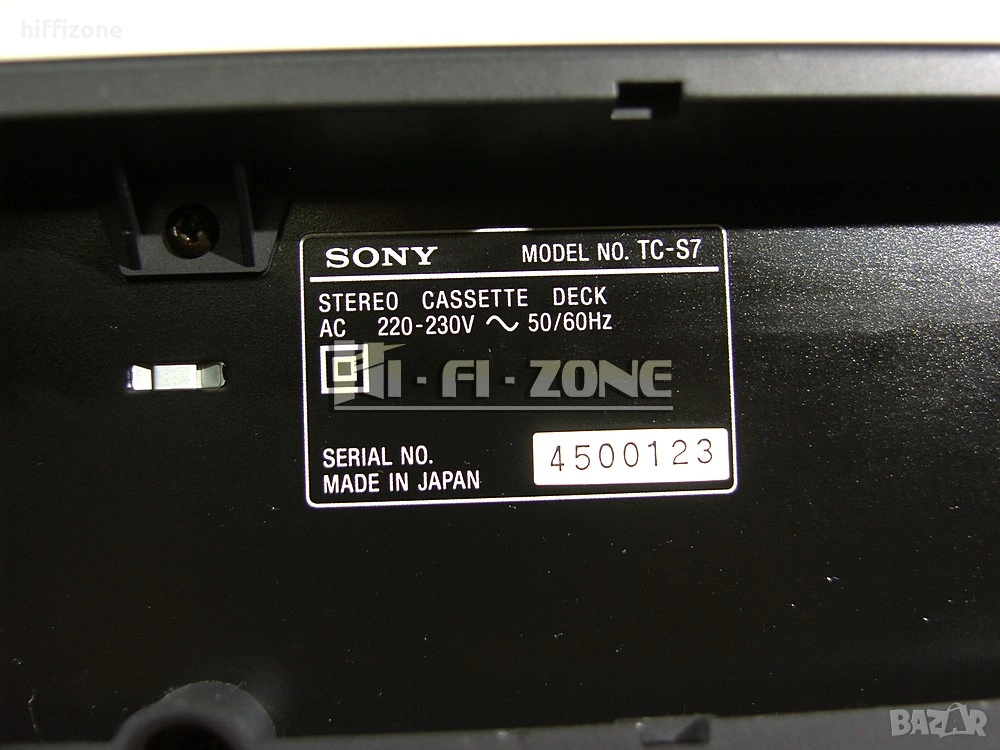 hiffizone
SONY MODEL NO. TC-S7
STEREO CASSETTE DECK
AC 220-230V ～ 50/60Hz
HI-FI-ZONE
SERIAL NO. 4500123
MADE IN JAPAN
BAZAR